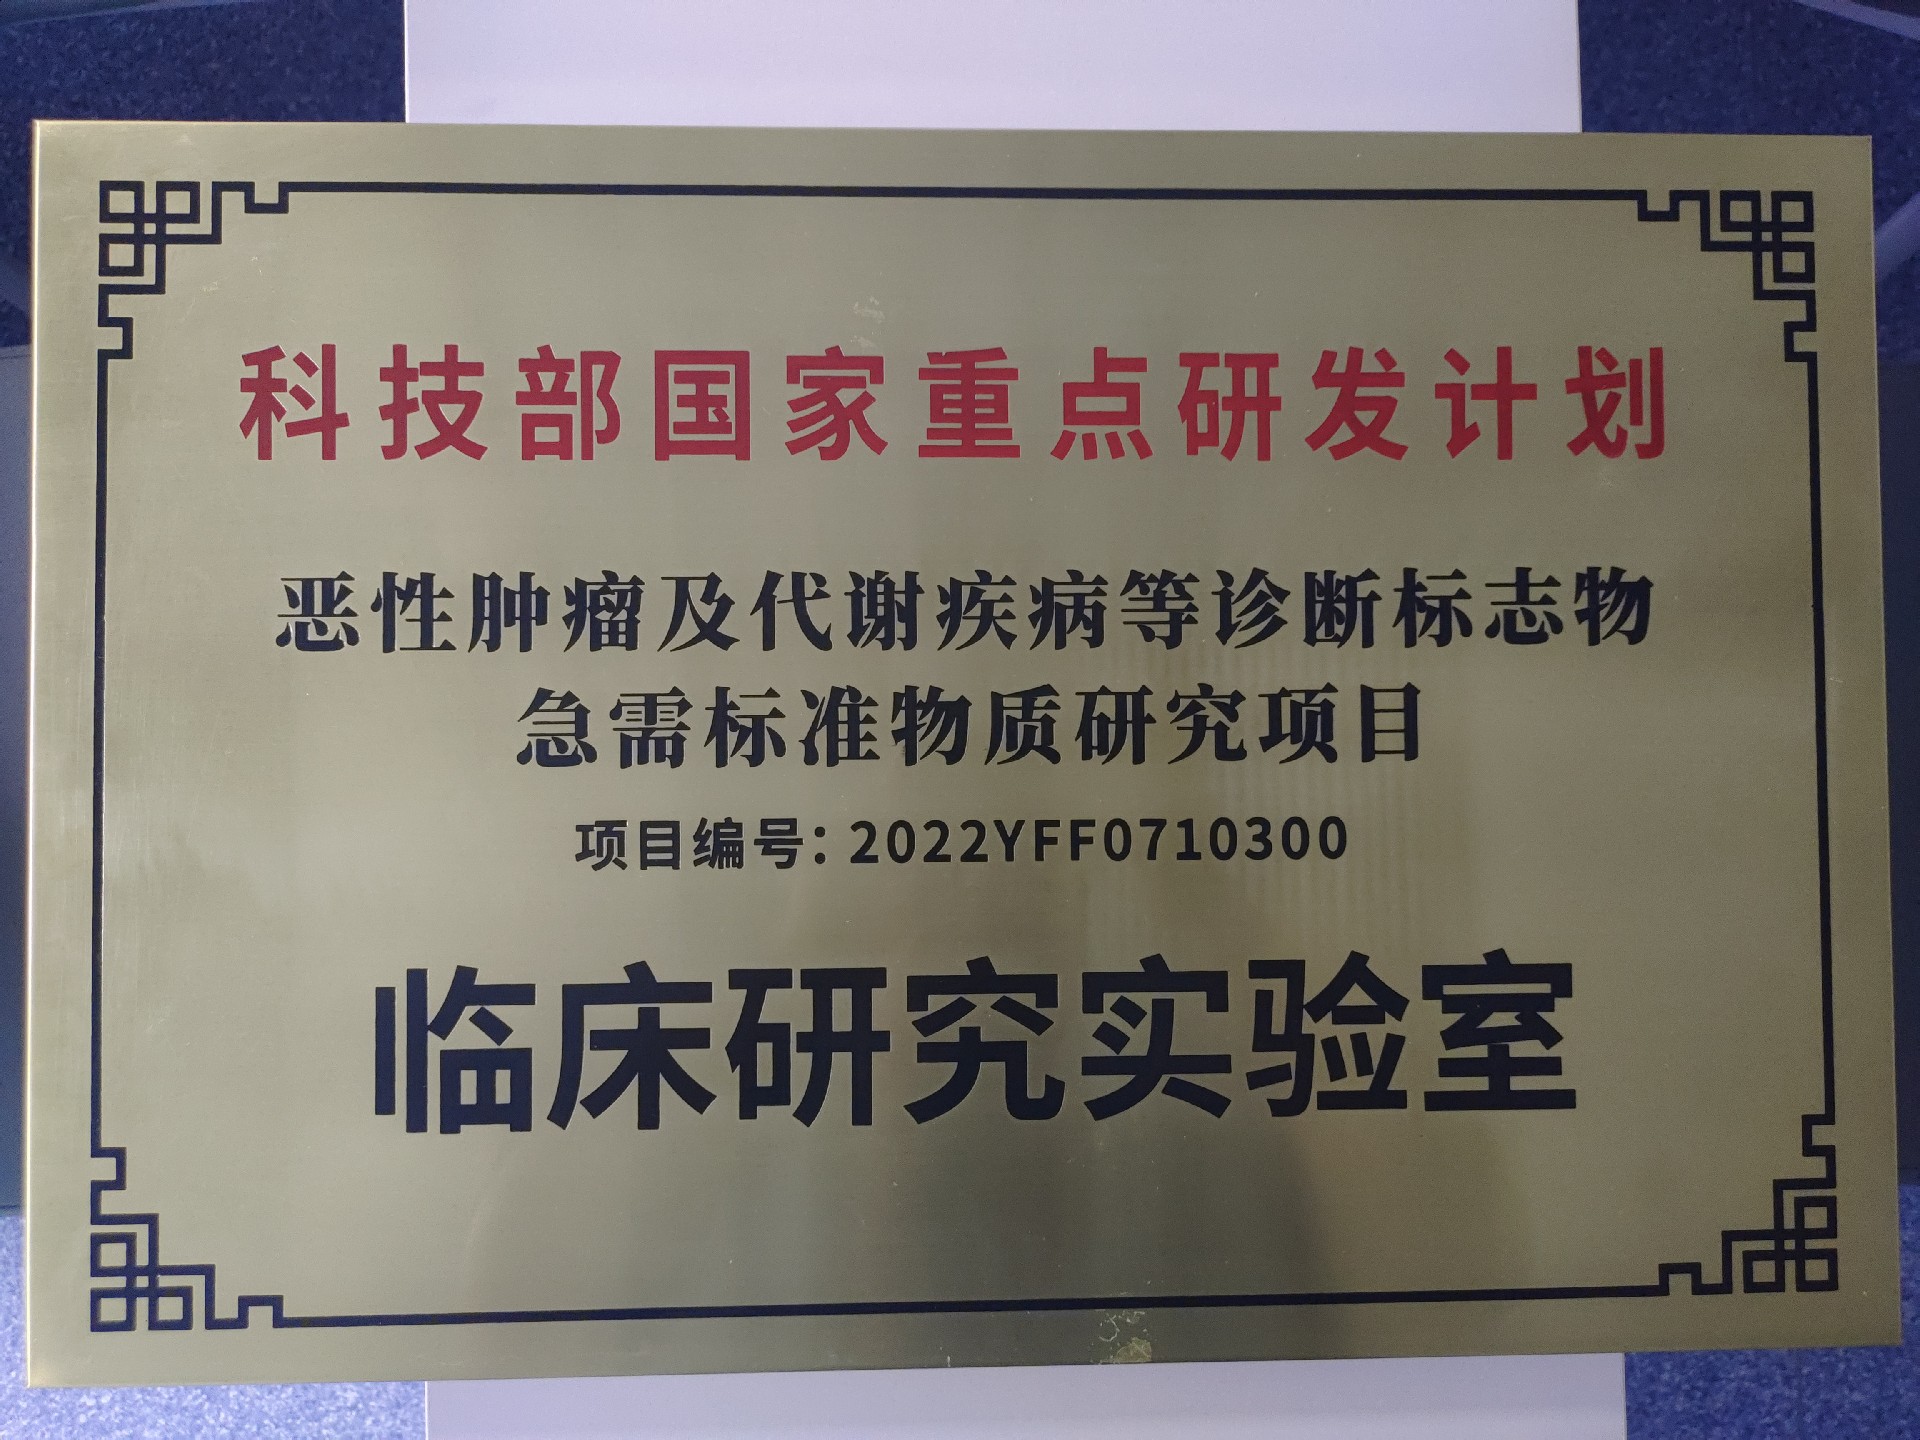 科技部国家重点研发计划
恶性肿瘤及代谢疾病等诊断标志物
急需标准物质研究项目
项目编号：2022YFF0710300
临床研究实验室